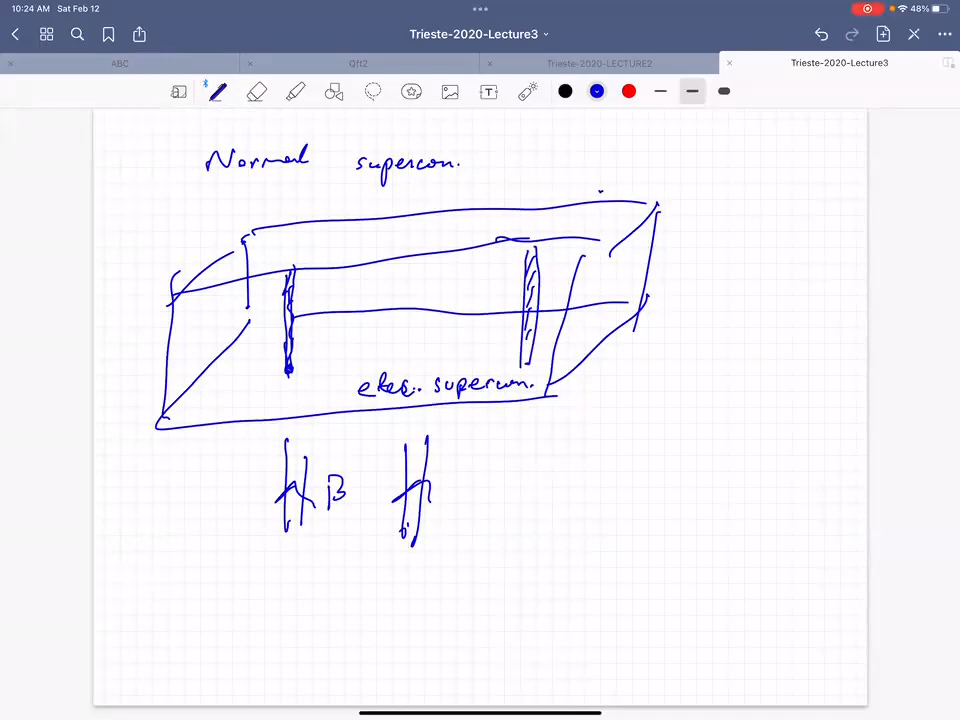 10:24 AM Sat Feb 12
48%
Trieste-2020-Lecture3
ABC
Qft2
Trieste-2020-LECTURE2
Trieste-2020-Lecture3
T
Normal supercon.
elec. supercon.
B